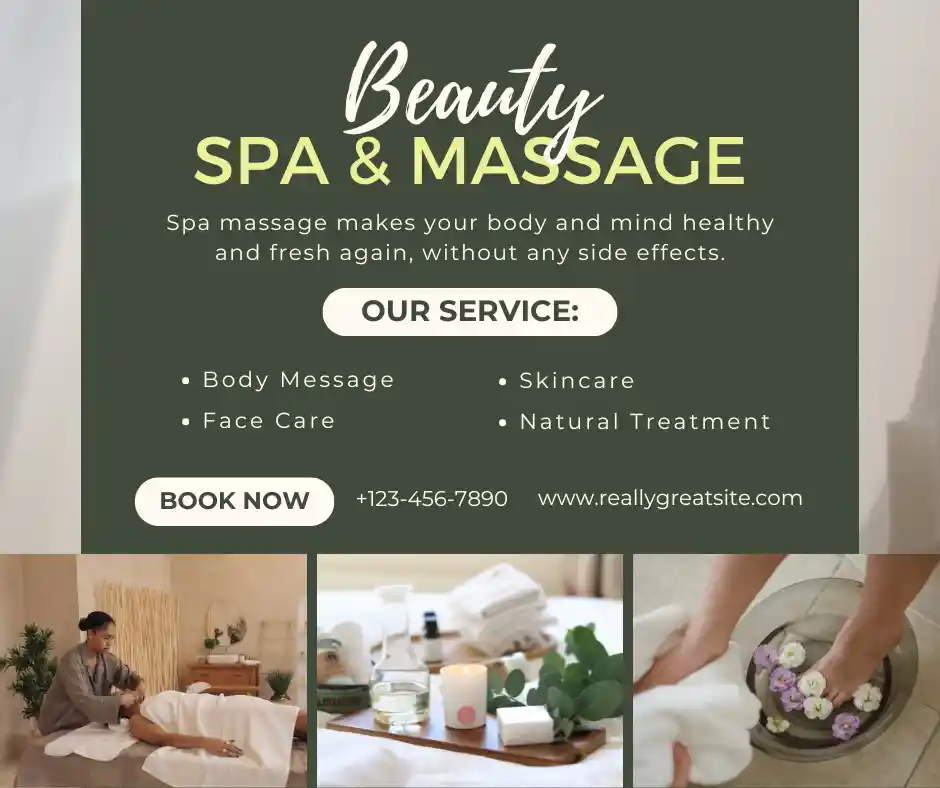 Beauty
SPA & MASSAGE
Spa massage makes your body and mind healthy
and fresh again, without any side effects.
OUR SERVICE:
• Body Message
• Face Care
• Skincare
• Natural Treatment
BOOK NOW
+123-456-7890
www.reallygreatsite.com